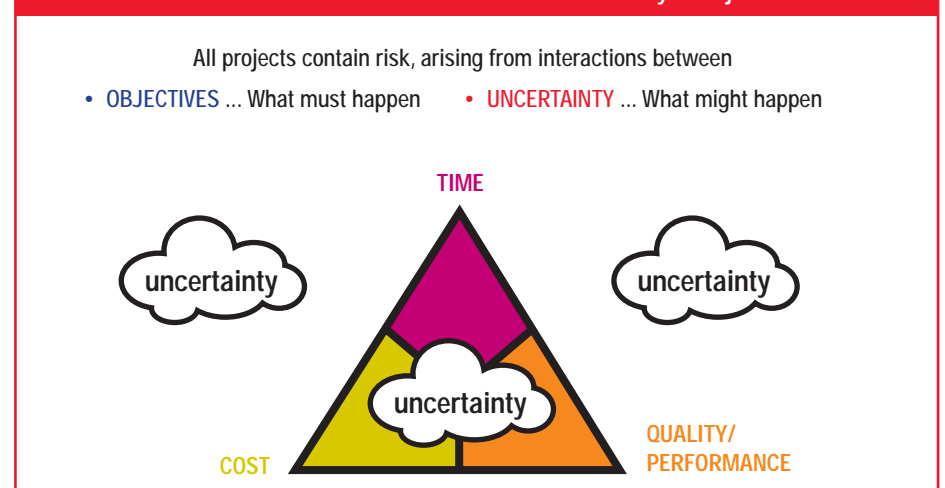 All projects contain risk, arising from interactions between
• OBJECTIVES ... What must happen • UNCERTAINTY ... What might happen
TIME
uncertainty
uncertainty
uncertainty
QUALITY/
PERFORMANCE
COST